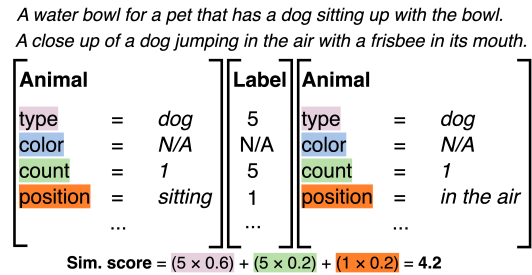 A water bowl for a pet that has a dog sitting up with the bowl.
A close up of a dog jumping in the air with a frisbee in its mouth.
Animal Label Animal
type = dog 5 type = dog
color = N/A N/A color = N/A
count = 1 5 count = 1
position = sitting 1 position = in the air
... ... ...
Sim. score = (5 × 0.6) + (5 × 0.2) + (1 × 0.2) = 4.2